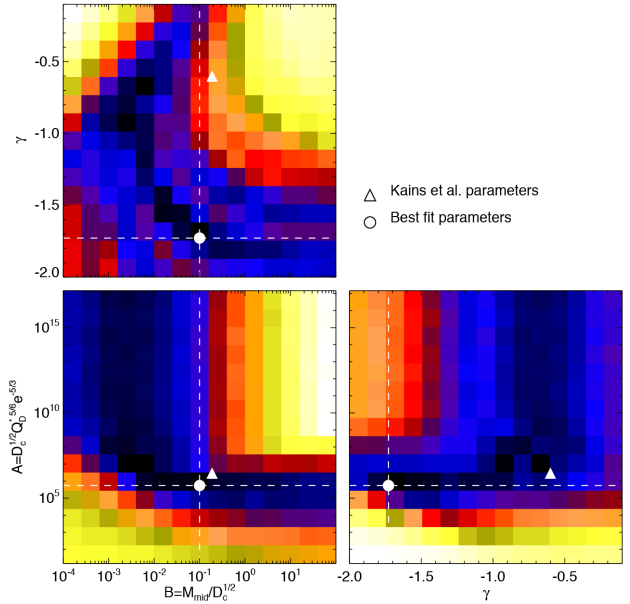 -0.5
-1.0
γ
-1.5
-2.0
Kains et al. parameters
Best fit parameters
10^15
10^10
10^5
A=D_c^1/2 Q_D^* 5/6 e^-5/3
10^-4 10^-3 10^-2 10^-1 10^0 10^1
B=M_mid/D_c^1/2
-2.0 -1.5 -1.0 -0.5
γ